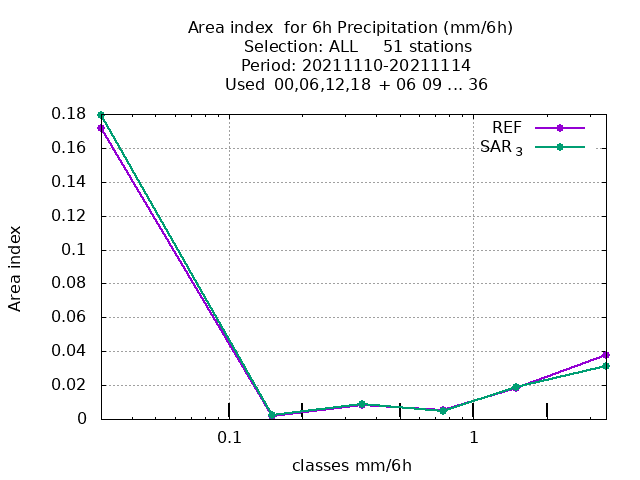 Area index  for 6h Precipitation (mm/6h)
Selection: ALL     51 stations
Period: 20211110-20211114
Used  00,06,12,18  + 06 09 ... 36
REF
SAR 3
0.18
0.16
0.14
0.12
0.1
0.08
0.06
0.04
0.02
0
Area index
0.1
1
classes mm/6h